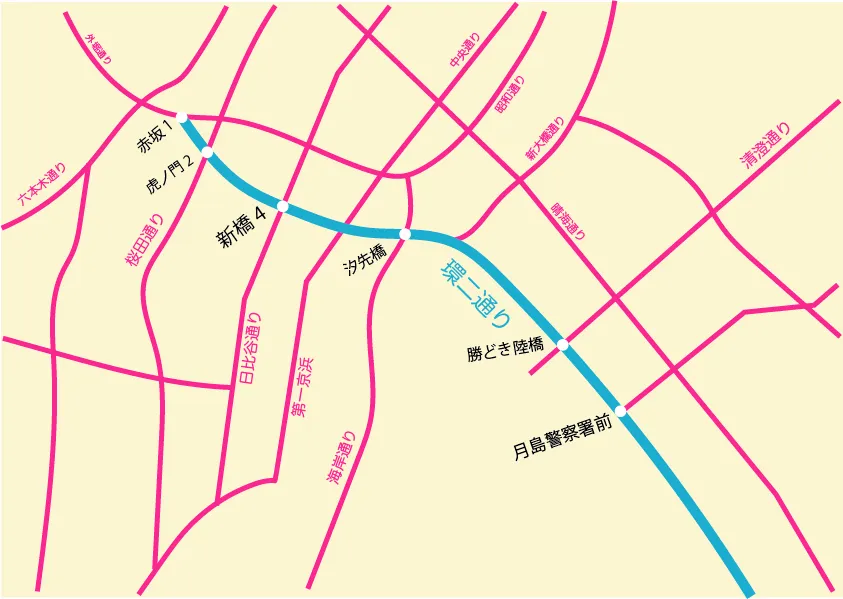 外堀通り
中央通り
昭和通り
赤坂1
新大橋通り
清澄通り
虎ノ門2
六本木通り
新橋4
桜田通り
晴海通り
汐先橋
環二通り
日比谷通り
勝どき陸橋
第一京浜
月島警察署前
海岸通り